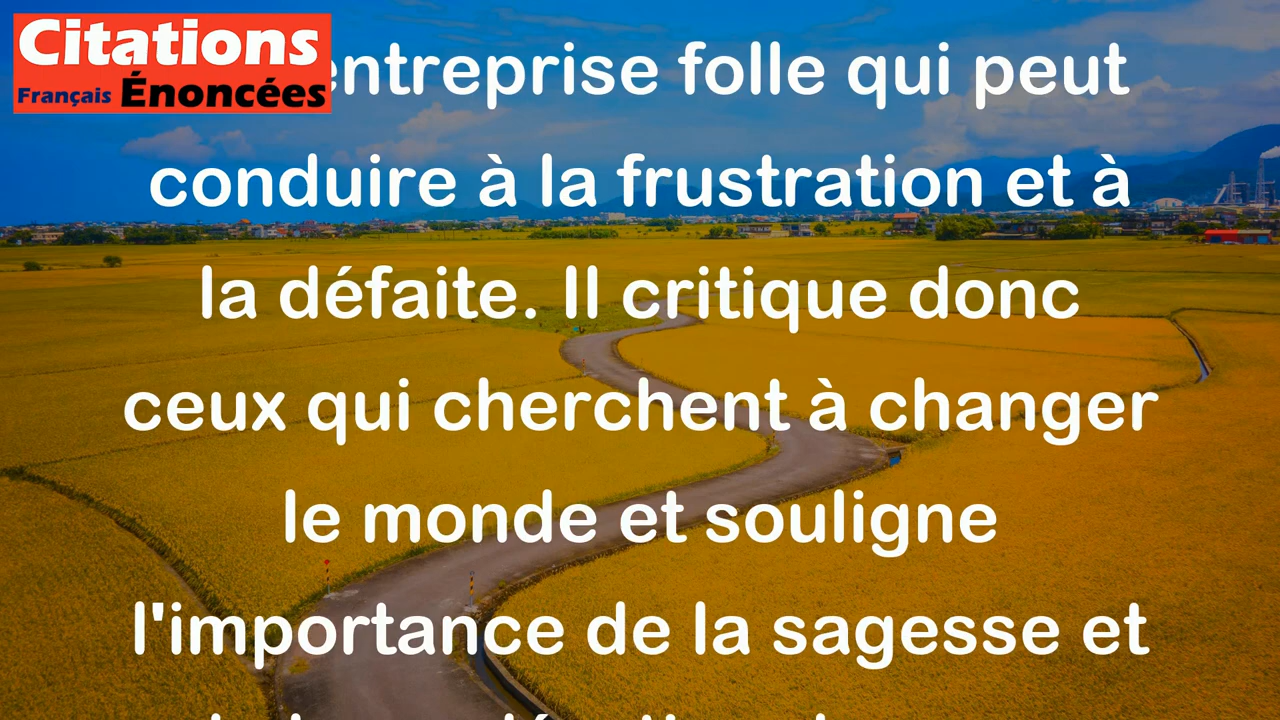 Citations
Français Énoncées
entreprise folle qui peut
conduire à la frustration et à
la défaite. Il critique donc
ceux qui cherchent à changer
le monde et souligne
l'importance de la sagesse et